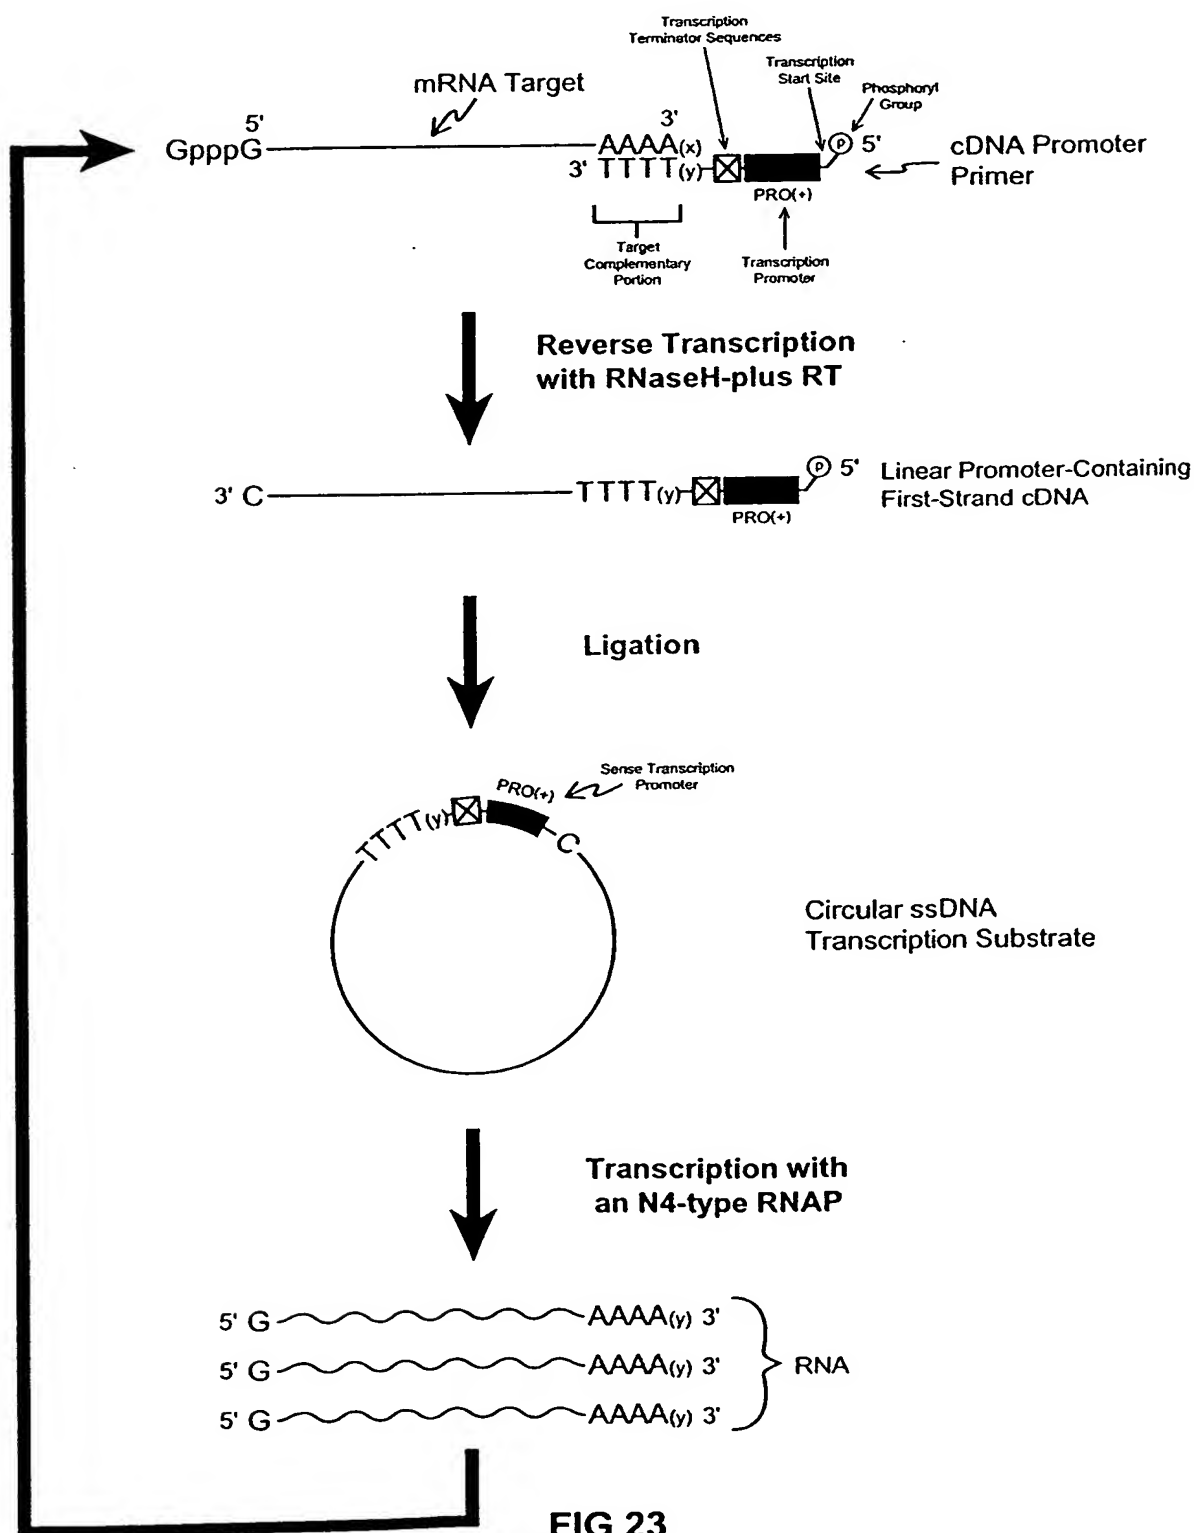 Transcription
Terminator Sequences
Transcription
Start Site
Phosphoryl
Group
mRNA Target
5'
3'
GpppG
AAAA(x)
P 5'
3' TTTT(y)
PRO(+)
cDNA Promoter
Primer
Target
Complementary
Portion
Transcription
Promoter
Reverse Transcription
with RNaseH-plus RT
3' C
TTTT(y)
PRO(+)
P 5'
Linear Promoter-Containing
First-Strand cDNA
Ligation
TTTT(y)
PRO(+)
C
Sense Transcription
Promoter
Circular ssDNA
Transcription Substrate
Transcription with
an N4-type RNAP
5' G AAAA(y) 3'
5' G AAAA(y) 3'
5' G AAAA(y) 3'
RNA
FIG 23